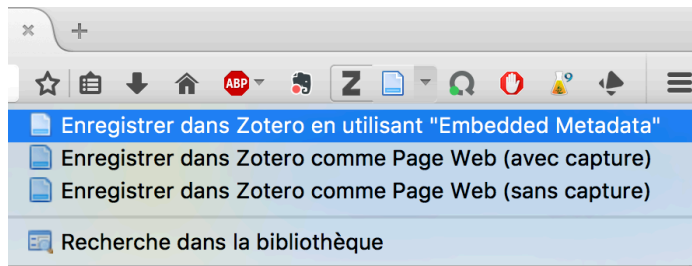 ABP Z 9
Enregistrer dans Zotero en utilisant "Embedded Metadata"
Enregistrer dans Zotero comme Page Web (avec capture)
Enregistrer dans Zotero comme Page Web (sans capture)
Recherche dans la bibliothèque